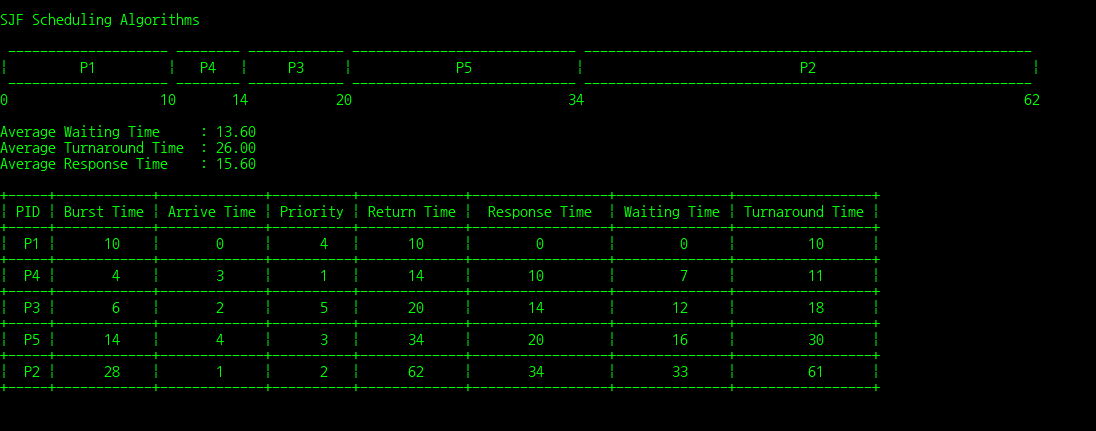 SJF Scheduling Algorithms
| P1 | P4 | P3 | P5 | P2 |
0 10 14 20 34 62
Average Waiting Time : 13.60
Average Turnaround Time : 26.00
Average Response Time : 15.60
| PID | Burst Time | Arrive Time | Priority | Return Time | Response Time | Waiting Time | Turnaround Time |
| P1 | 10 | 0 | 4 | 10 | 0 | 0 | 10 |
| P4 | 4 | 3 | 1 | 14 | 10 | 7 | 11 |
| P3 | 6 | 2 | 5 | 20 | 14 | 12 | 18 |
| P5 | 14 | 4 | 3 | 34 | 20 | 16 | 30 |
| P2 | 28 | 1 | 2 | 62 | 34 | 33 | 61 |